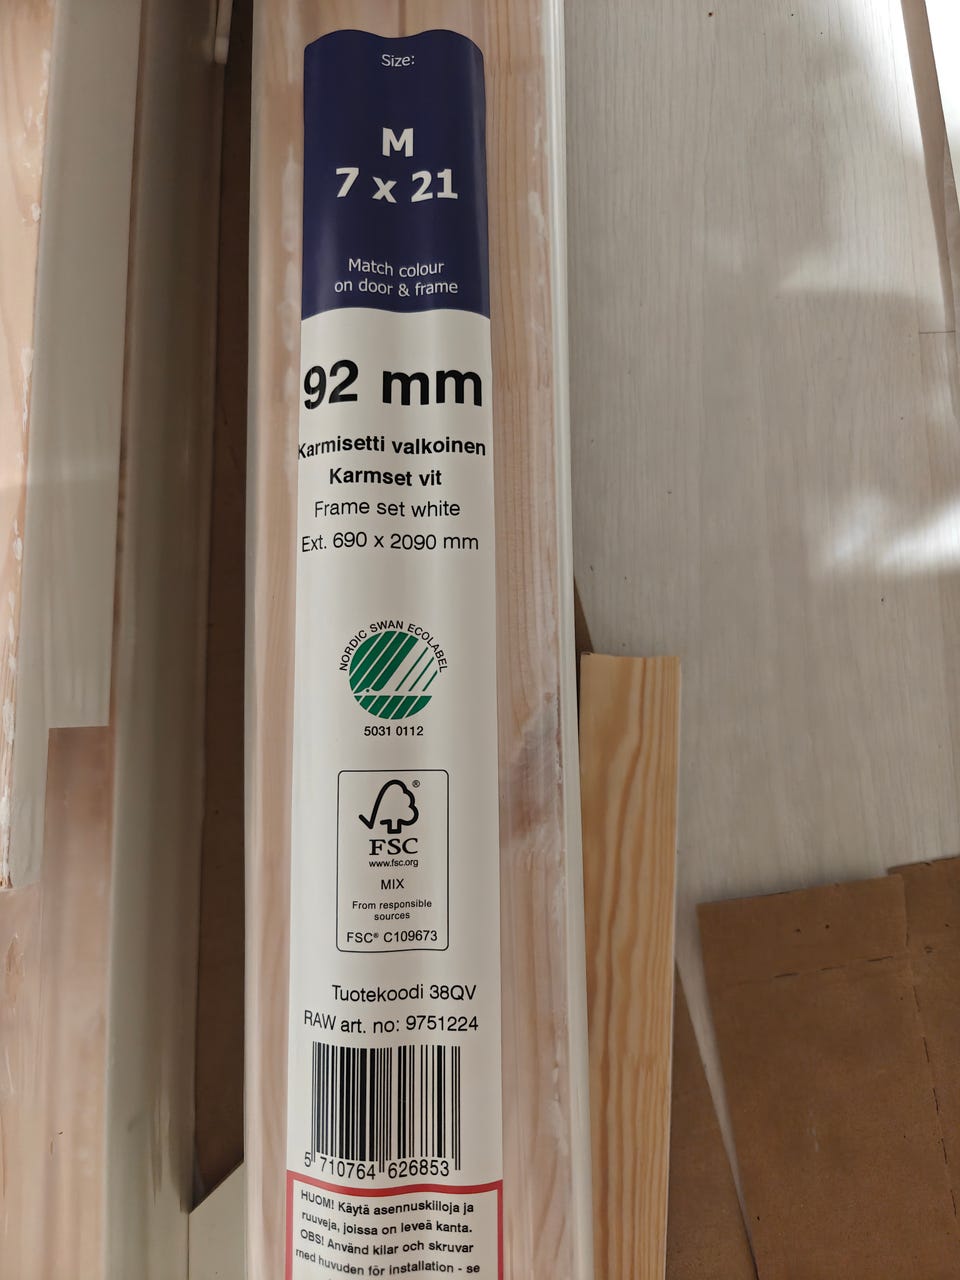 Size:
M
7 x 21
Match colour
on door & frame
92 mm
Karmisetti valkoinen
Karmset vit
Frame set white
Ext. 690 x 2090 mm
NORDIC SWAN ECOLABEL
5031 0112
FSC®
www.fsc.org
MIX
From responsible
sources
FSC® C109673
Tuotekoodi 38QV
RAW art. no: 9751224
5 710764 626853
HUOM! Käytä asennuskiiloja ja
ruuveja, joissa on leveä kanta.
OBS! Använd kilar och skruvar
med huvuden för installation - se